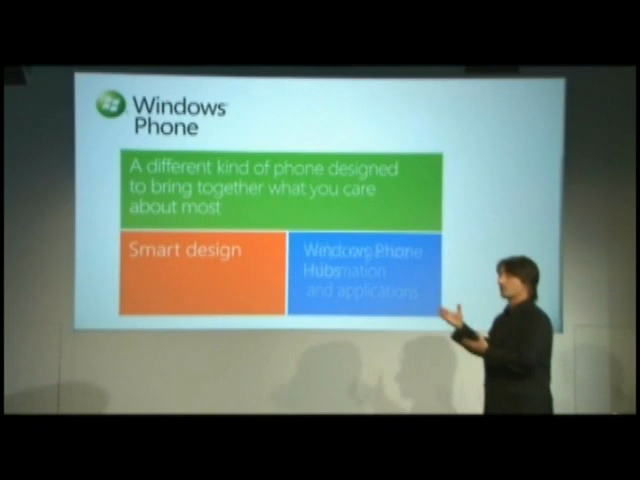 Windows
Phone
A different kind of phone designed
to bring together what you care
about most
Smart design
Windows Phone
Hubs
and applications